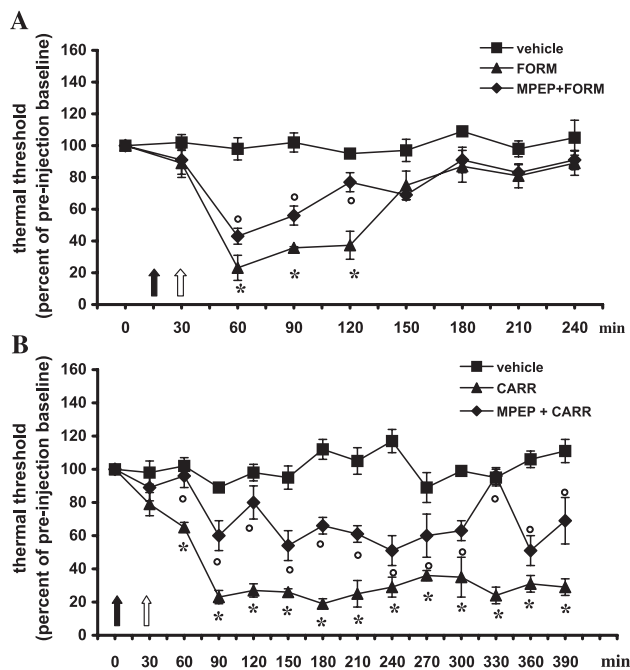 A
thermal threshold
(percent of pre-injection baseline)
160
140
120
100
80
60
40
20
0
vehicle
FORM
MPEP+FORM
° ° °
* * *
0 30 60 90 120 150 180 210 240 min
B
thermal threshold
(percent of pre-injection baseline)
160
140
120
100
80
60
40
20
0
vehicle
CARR
MPEP + CARR
° ° ° ° ° ° ° ° ° ° ° °
* * * * * * * * * * * *
0 30 60 90 120 150 180 210 240 270 300 330 360 390 min